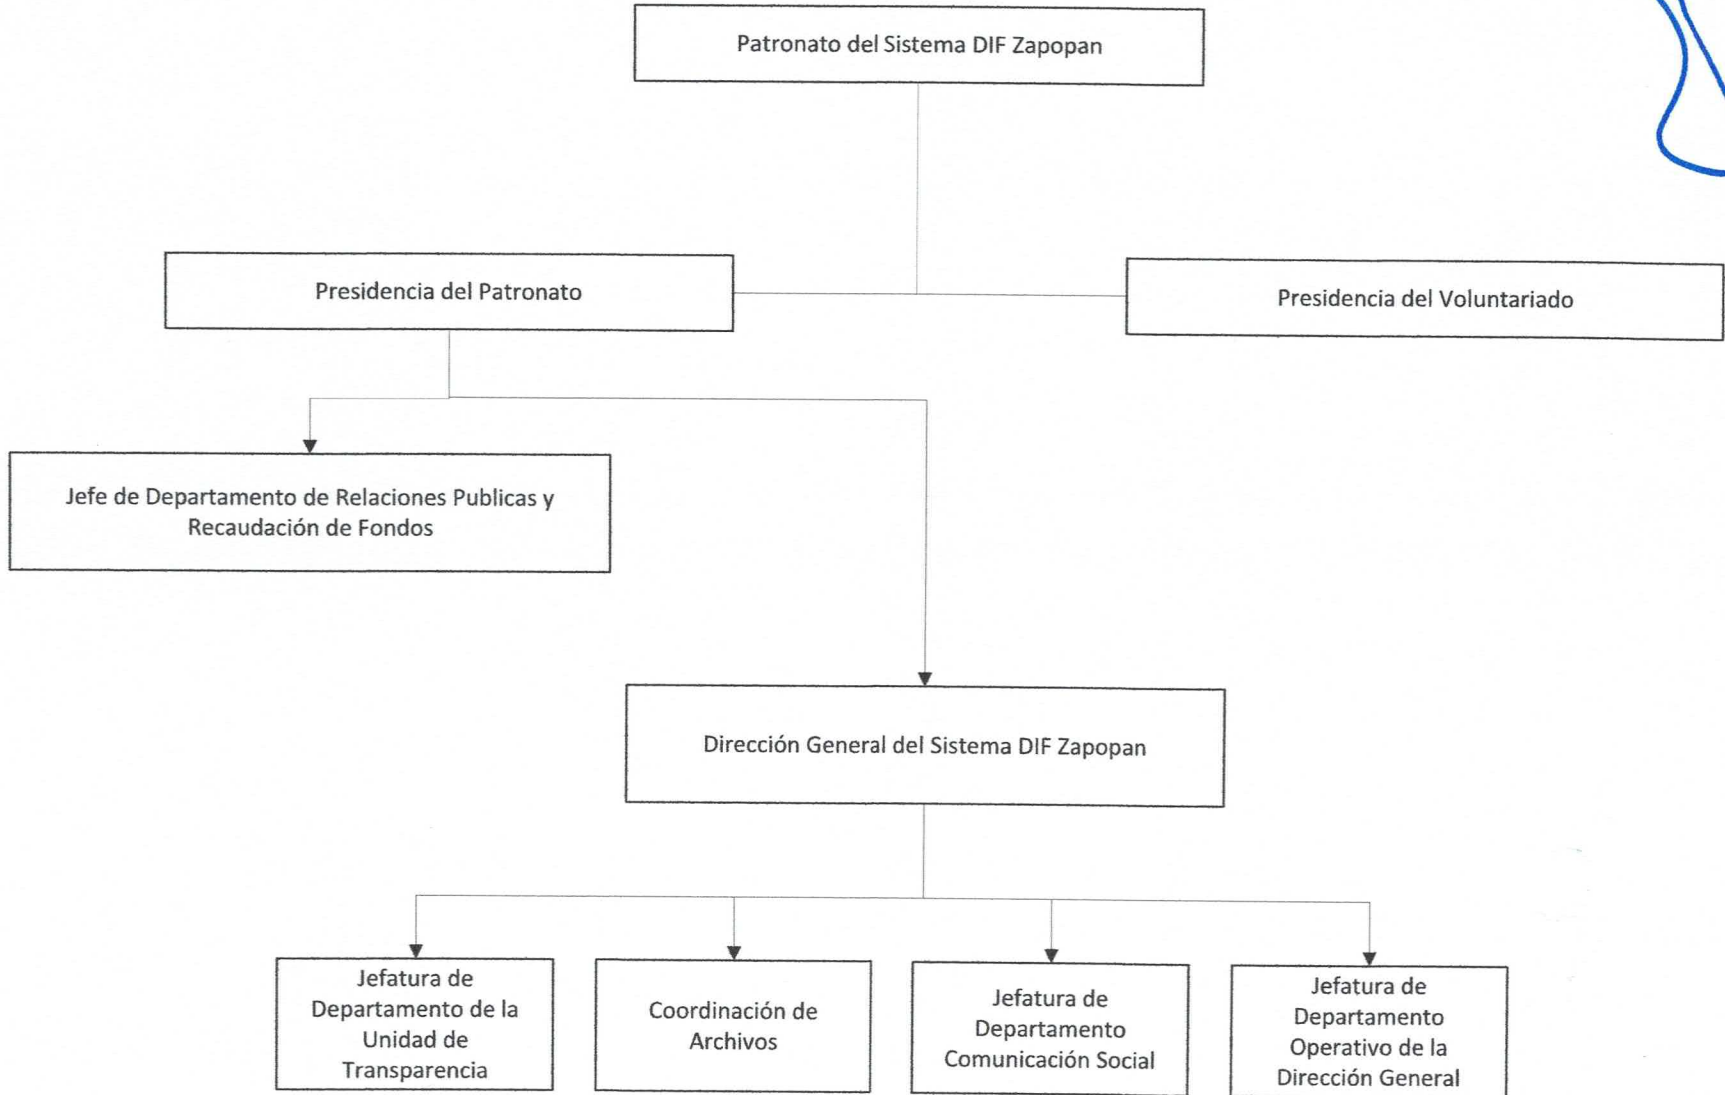 Patronato del Sistema DIF Zapopan
Presidencia del Patronato
Presidencia del Voluntariado
Jefe de Departamento de Relaciones Publicas y
Recaudación de Fondos
Dirección General del Sistema DIF Zapopan
Jefatura de
Departamento de la
Unidad de
Transparencia
Coordinación de
Archivos
Jefatura de
Departamento
Comunicación Social
Jefatura de
Departamento
Operativo de la
Dirección General